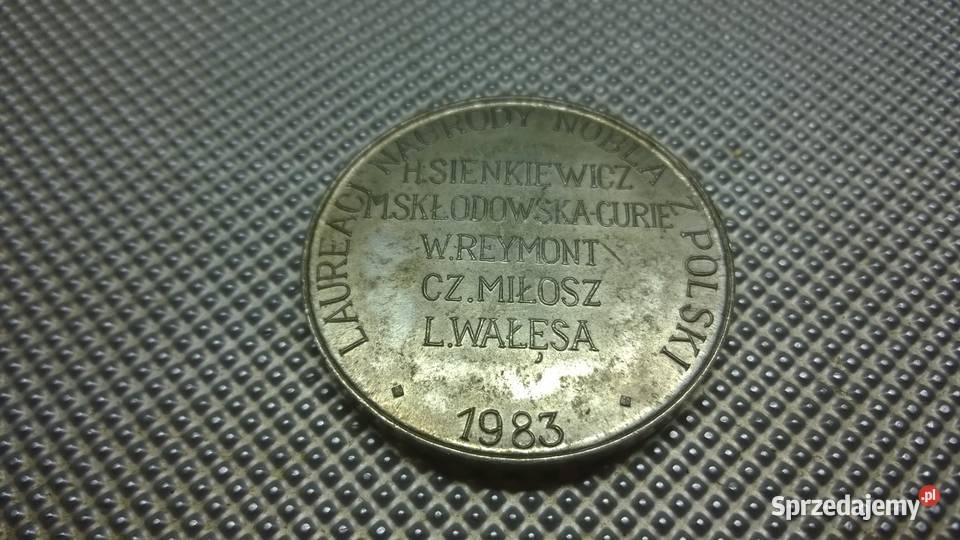 LAUREACI NAGRODY NOBLA Z POLSKI
H.SIENKIEWICZ
M.SKŁODOWSKA-CURIE
W.REYMONT
CZ.MIŁOSZ
L.WAŁĘSA
1983
Sprzedajemy.pl